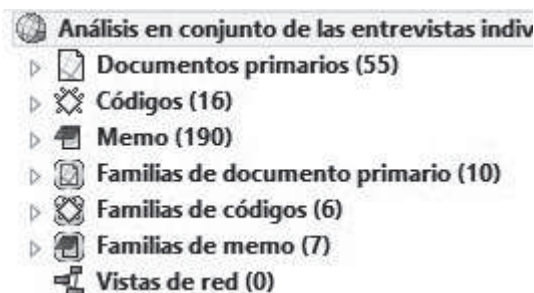 Análisis en conjunto de las entrevistas indiv
Documentos primarios (55)
Códigos (16)
Memo (190)
Familias de documento primario (10)
Familias de códigos (6)
Familias de memo (7)
Vistas de red (0)